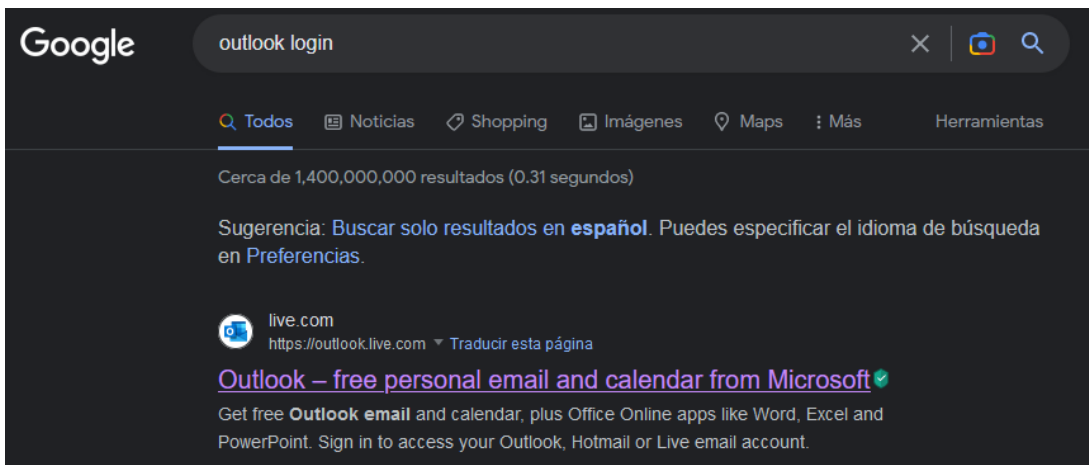 Google
outlook login
Todos
Noticias
Shopping
Imágenes
Maps
Más
Herramientas
Cerca de 1,400,000,000 resultados (0.31 segundos)
Sugerencia: Buscar solo resultados en español. Puedes especificar el idioma de búsqueda
en Preferencias.
live.com
https://outlook.live.com Traducir esta página
Outlook – free personal email and calendar from Microsoft
Get free Outlook email and calendar, plus Office Online apps like Word, Excel and
PowerPoint. Sign in to access your Outlook, Hotmail or Live email account.